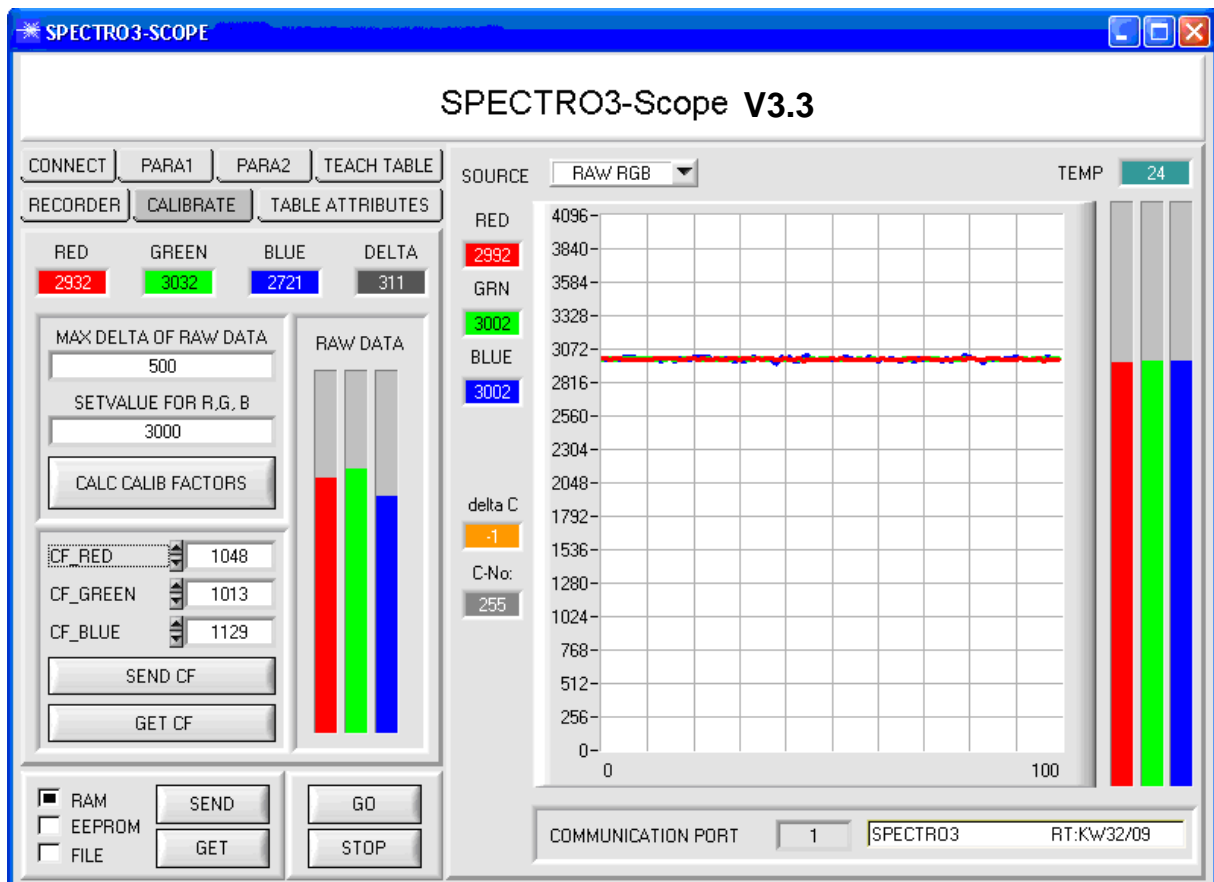 SPECTRO3-SCOPE
SPECTRO3-Scope V3.3
CONNECT PARA1 PARA2 TEACH TABLE
RECORDER CALIBRATE TABLE ATTRIBUTES
RED GREEN BLUE DELTA
2932 3032 2721 311
MAX DELTA OF RAW DATA
500
SETVALUE FOR R,G, B
3000
CALC CALIB FACTORS
CF_RED 1048
CF_GREEN 1013
CF_BLUE 1129
SEND CF
GET CF
RAW DATA
RAM
EEPROM
FILE
SEND
GET
GO
STOP
SOURCE RAW RGB
TEMP 24
RED
2992
GRN
3002
BLUE
3002
delta C
-1
C-No:
255
4096
3840
3584
3328
3072
2816
2560
2304
2048
1792
1536
1280
1024
768
512
256
0
0 100
COMMUNICATION PORT 1 SPECTRO3 RT:KW32/09